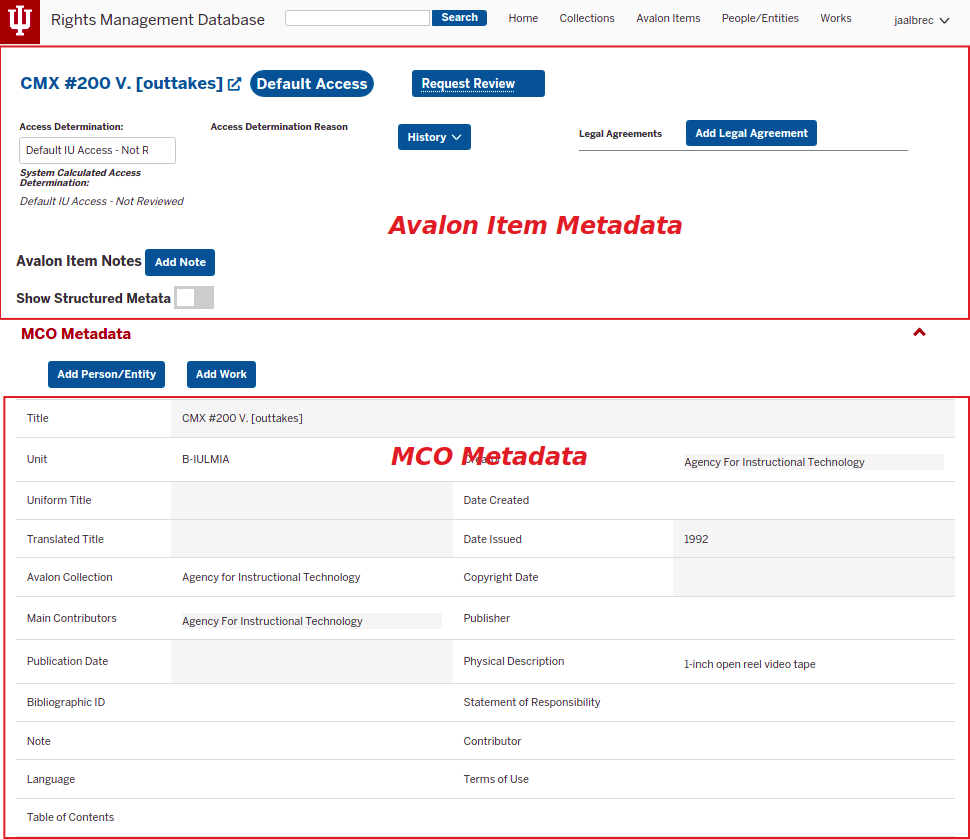 Rights Management Database Search Home Collections Avalon Items People/Entities Works jaalbrec
CMX #200 V. [outtakes] Default Access Request Review
Access Determination: Access Determination Reason History Legal Agreements Add Legal Agreement
Default IU Access - Not R
System Calculated Access
Determination:
Default IU Access - Not Reviewed
Avalon Item Metadata
Avalon Item Notes Add Note
Show Structured Metata
MCO Metadata
Add Person/Entity Add Work
Title CMX #200 V. [outtakes]
MCO Metadata
Unit B-IULMIA Creator Agency For Instructional Technology
Uniform Title Date Created
Translated Title Date Issued 1992
Avalon Collection Agency for Instructional Technology Copyright Date
Main Contributors Agency For Instructional Technology Publisher
Publication Date Physical Description 1-inch open reel video tape
Bibliographic ID Statement of Responsibility
Note Contributor
Language Terms of Use
Table of Contents